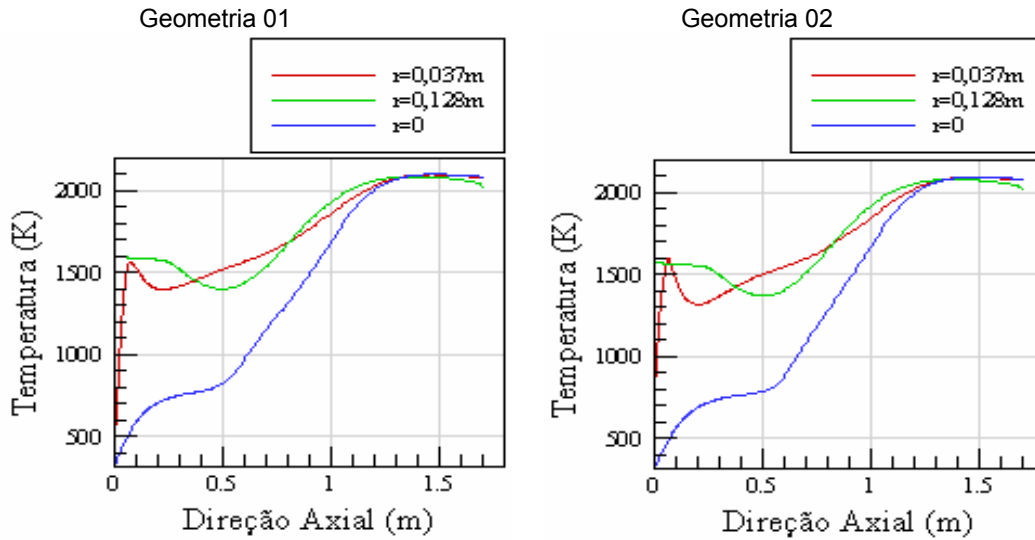 Geometria 01
r=0,037m
r=0,128m
r=0
2000
1500
1000
500
Temperatura (K)
0 0.5 1 1.5
Direção Axial (m)
Geometria 02
r=0,037m
r=0,128m
r=0
2000
1500
1000
500
Temperatura (K)
0 0.5 1 1.5
Direção Axial (m)